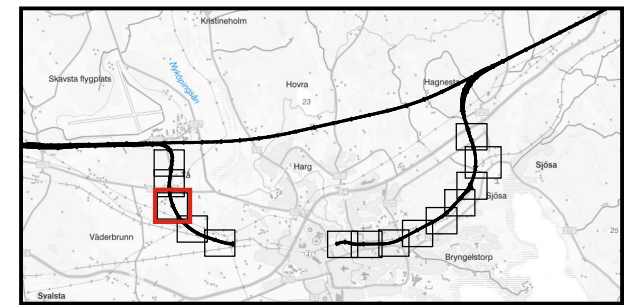 Kristineholm
Skavsta flygplats
Nyköpingsån
Hovra
Hagnesta
23
Harg
Sjösa
Sjösa
Väderbrunn
25
Bryngelstorp
Svalsta